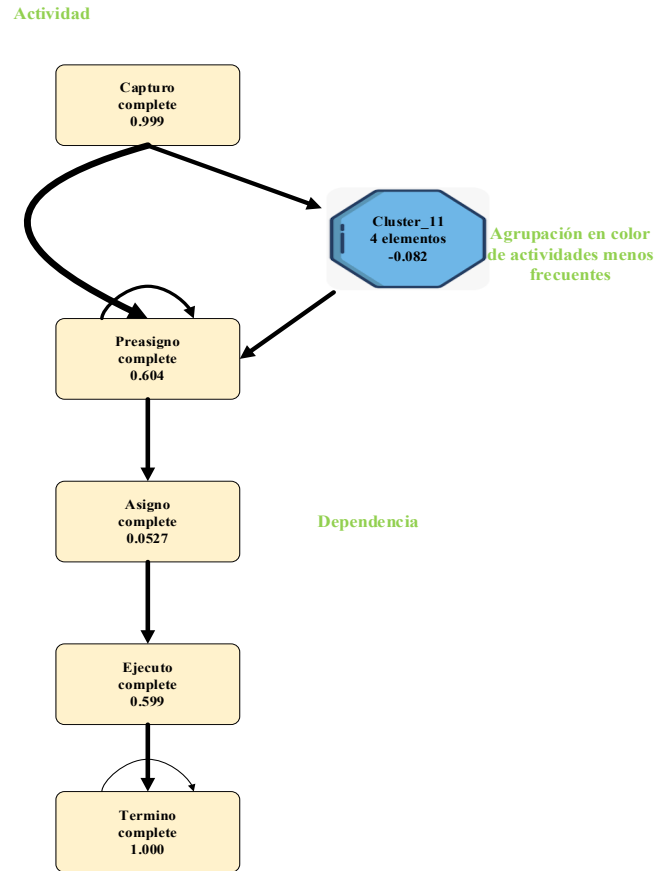 Actividad
Capturo
complete
0.999
Cluster_11
4 elementos
-0.082
Agrupación en color
de actividades menos
frecuentes
Preasigno
complete
0.604
Asigno
complete
0.0527
Dependencia
Ejecuto
complete
0.599
Termino
complete
1.000